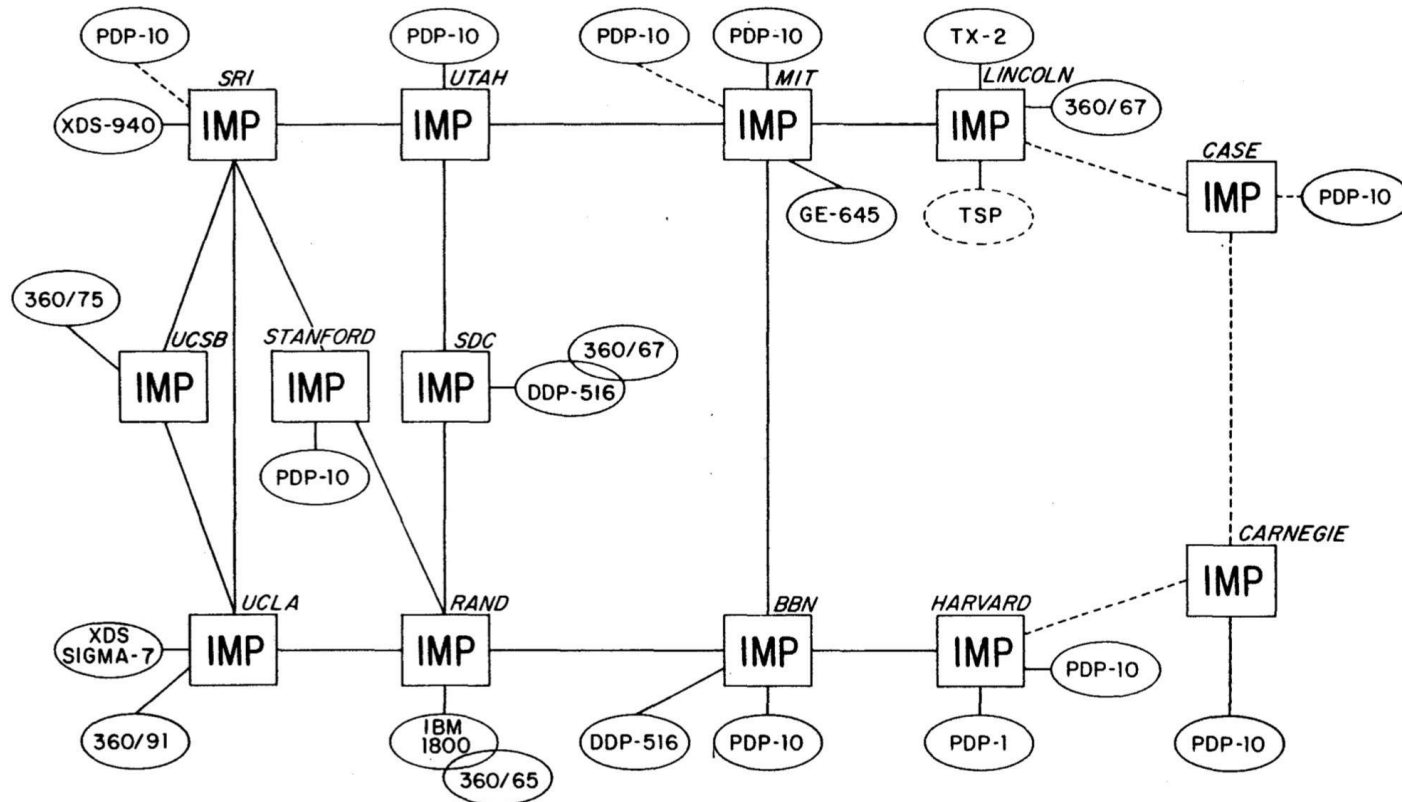 PDP-10
PDP-10
PDP-10
PDP-10
TX-2
SRI
UTAH
MIT
LINCOLN
XDS-940
IMP
IMP
IMP
IMP
360/67
CASE
GE-645
TSP
IMP
PDP-10
360/75
UCSB
STANFORD
SDC
360/67
IMP
IMP
IMP
DDP-516
PDP-10
CARNEGIE
IMP
UCLA
RAND
BBN
HARVARD
XDS
SIGMA-7
IMP
IMP
IMP
IMP
PDP-10
360/91
IBM
1800
360/65
DDP-516
PDP-10
PDP-1
PDP-10